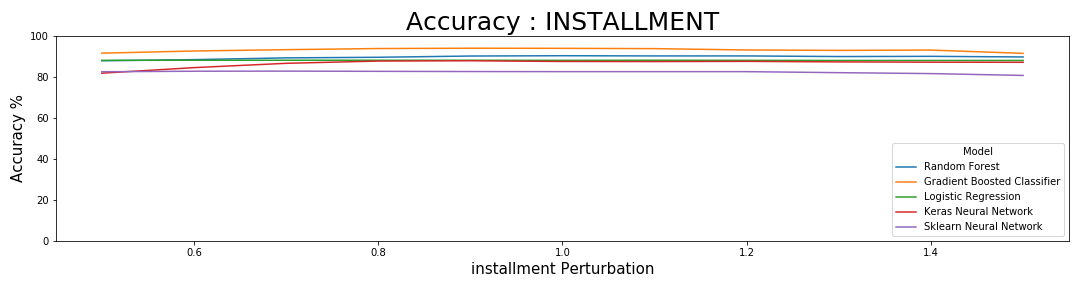 Accuracy : INSTALLMENT
Accuracy %
100
80
60
40
20
0
0.6
0.8
1.0
1.2
1.4
installment Perturbation
Model
Random Forest
Gradient Boosted Classifier
Logistic Regression
Keras Neural Network
Sklearn Neural Network